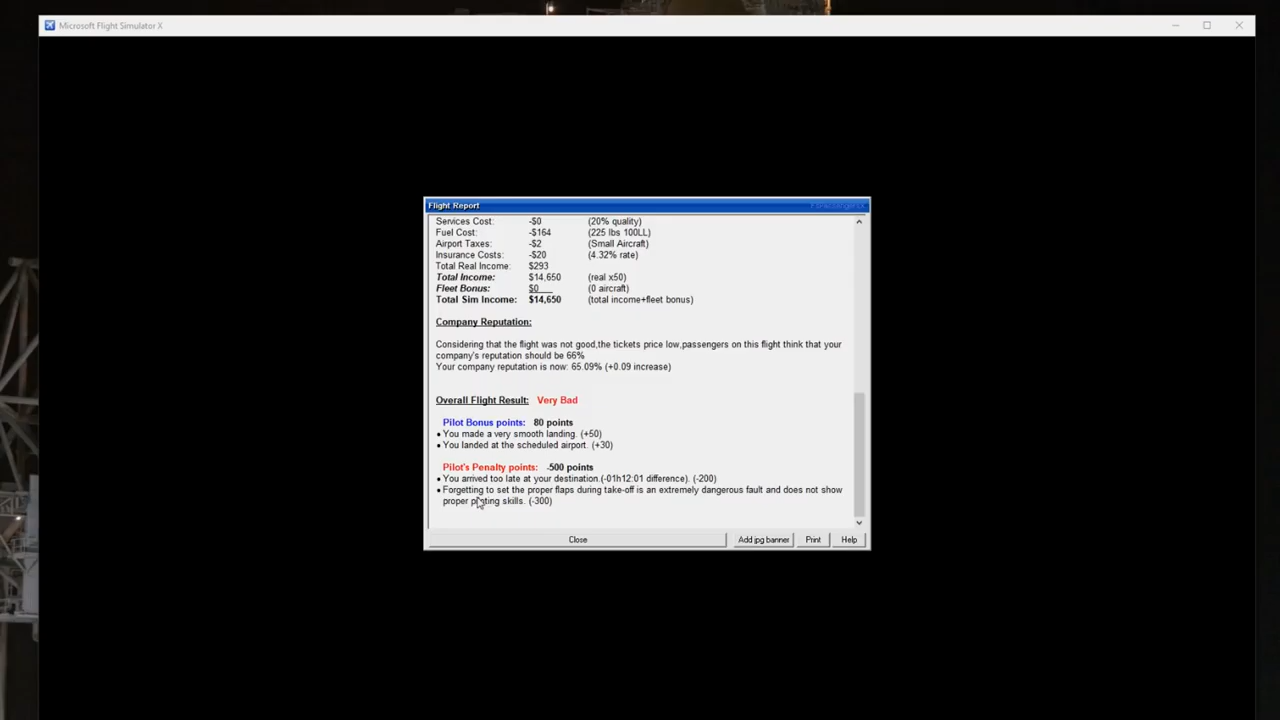 Microsoft Flight Simulator X
Flight Report
Services Cost: -$0 (20% quality)
Fuel Cost: -$164 (225 lbs 100LL)
Airport Taxes: -$2 (Small Aircraft)
Insurance Costs: -$20 (4.32% rate)
Total Real Income: $293
Total Income: $14,650 (real x50)
Fleet Bonus: $0 (0 aircraft)
Total Sim Income: $14,650 (total income+fleet bonus)
Company Reputation:
Considering that the flight was not good,the tickets price low,passengers on this flight think that your
company's reputation should be 66%
Your company reputation is now: 65.09% (+0.09 increase)
Overall Flight Result: Very Bad
Pilot Bonus points: 80 points
• You made a very smooth landing. (+50)
• You landed at the scheduled airport. (+30)
Pilot's Penalty points: -500 points
• You arrived too late at your destination.(-01h12:01 difference). (-200)
• Forgetting to set the proper flaps during take-off is an extremely dangerous fault and does not show
proper piloting skills. (-300)
Close Add jpg banner Print Help